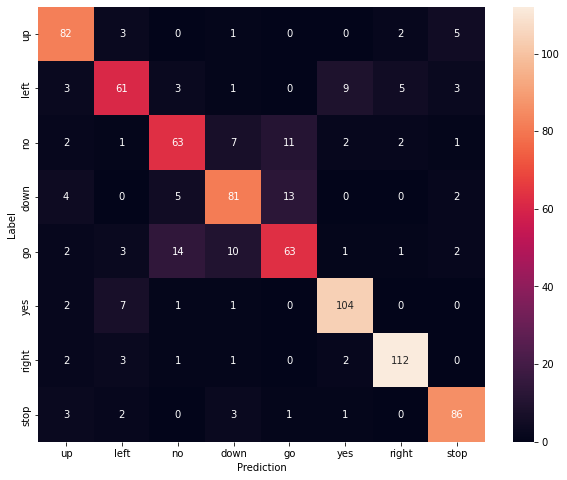 up 82 3 0 1 0 0 2 5
left 3 61 3 1 0 9 5 3
no 2 1 63 7 11 2 2 1
down 4 0 5 81 13 0 0 2
go 2 3 14 10 63 1 1 2
yes 2 7 1 1 0 104 0 0
right 2 3 1 1 0 2 112 0
stop 3 2 0 3 1 1 0 86
up left no down go yes right stop
Label
Prediction
100
80
60
40
20
0